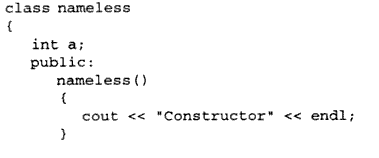 class nameless
{
int a;
public:
nameless()
{
cout << "Constructor" << endl;
}